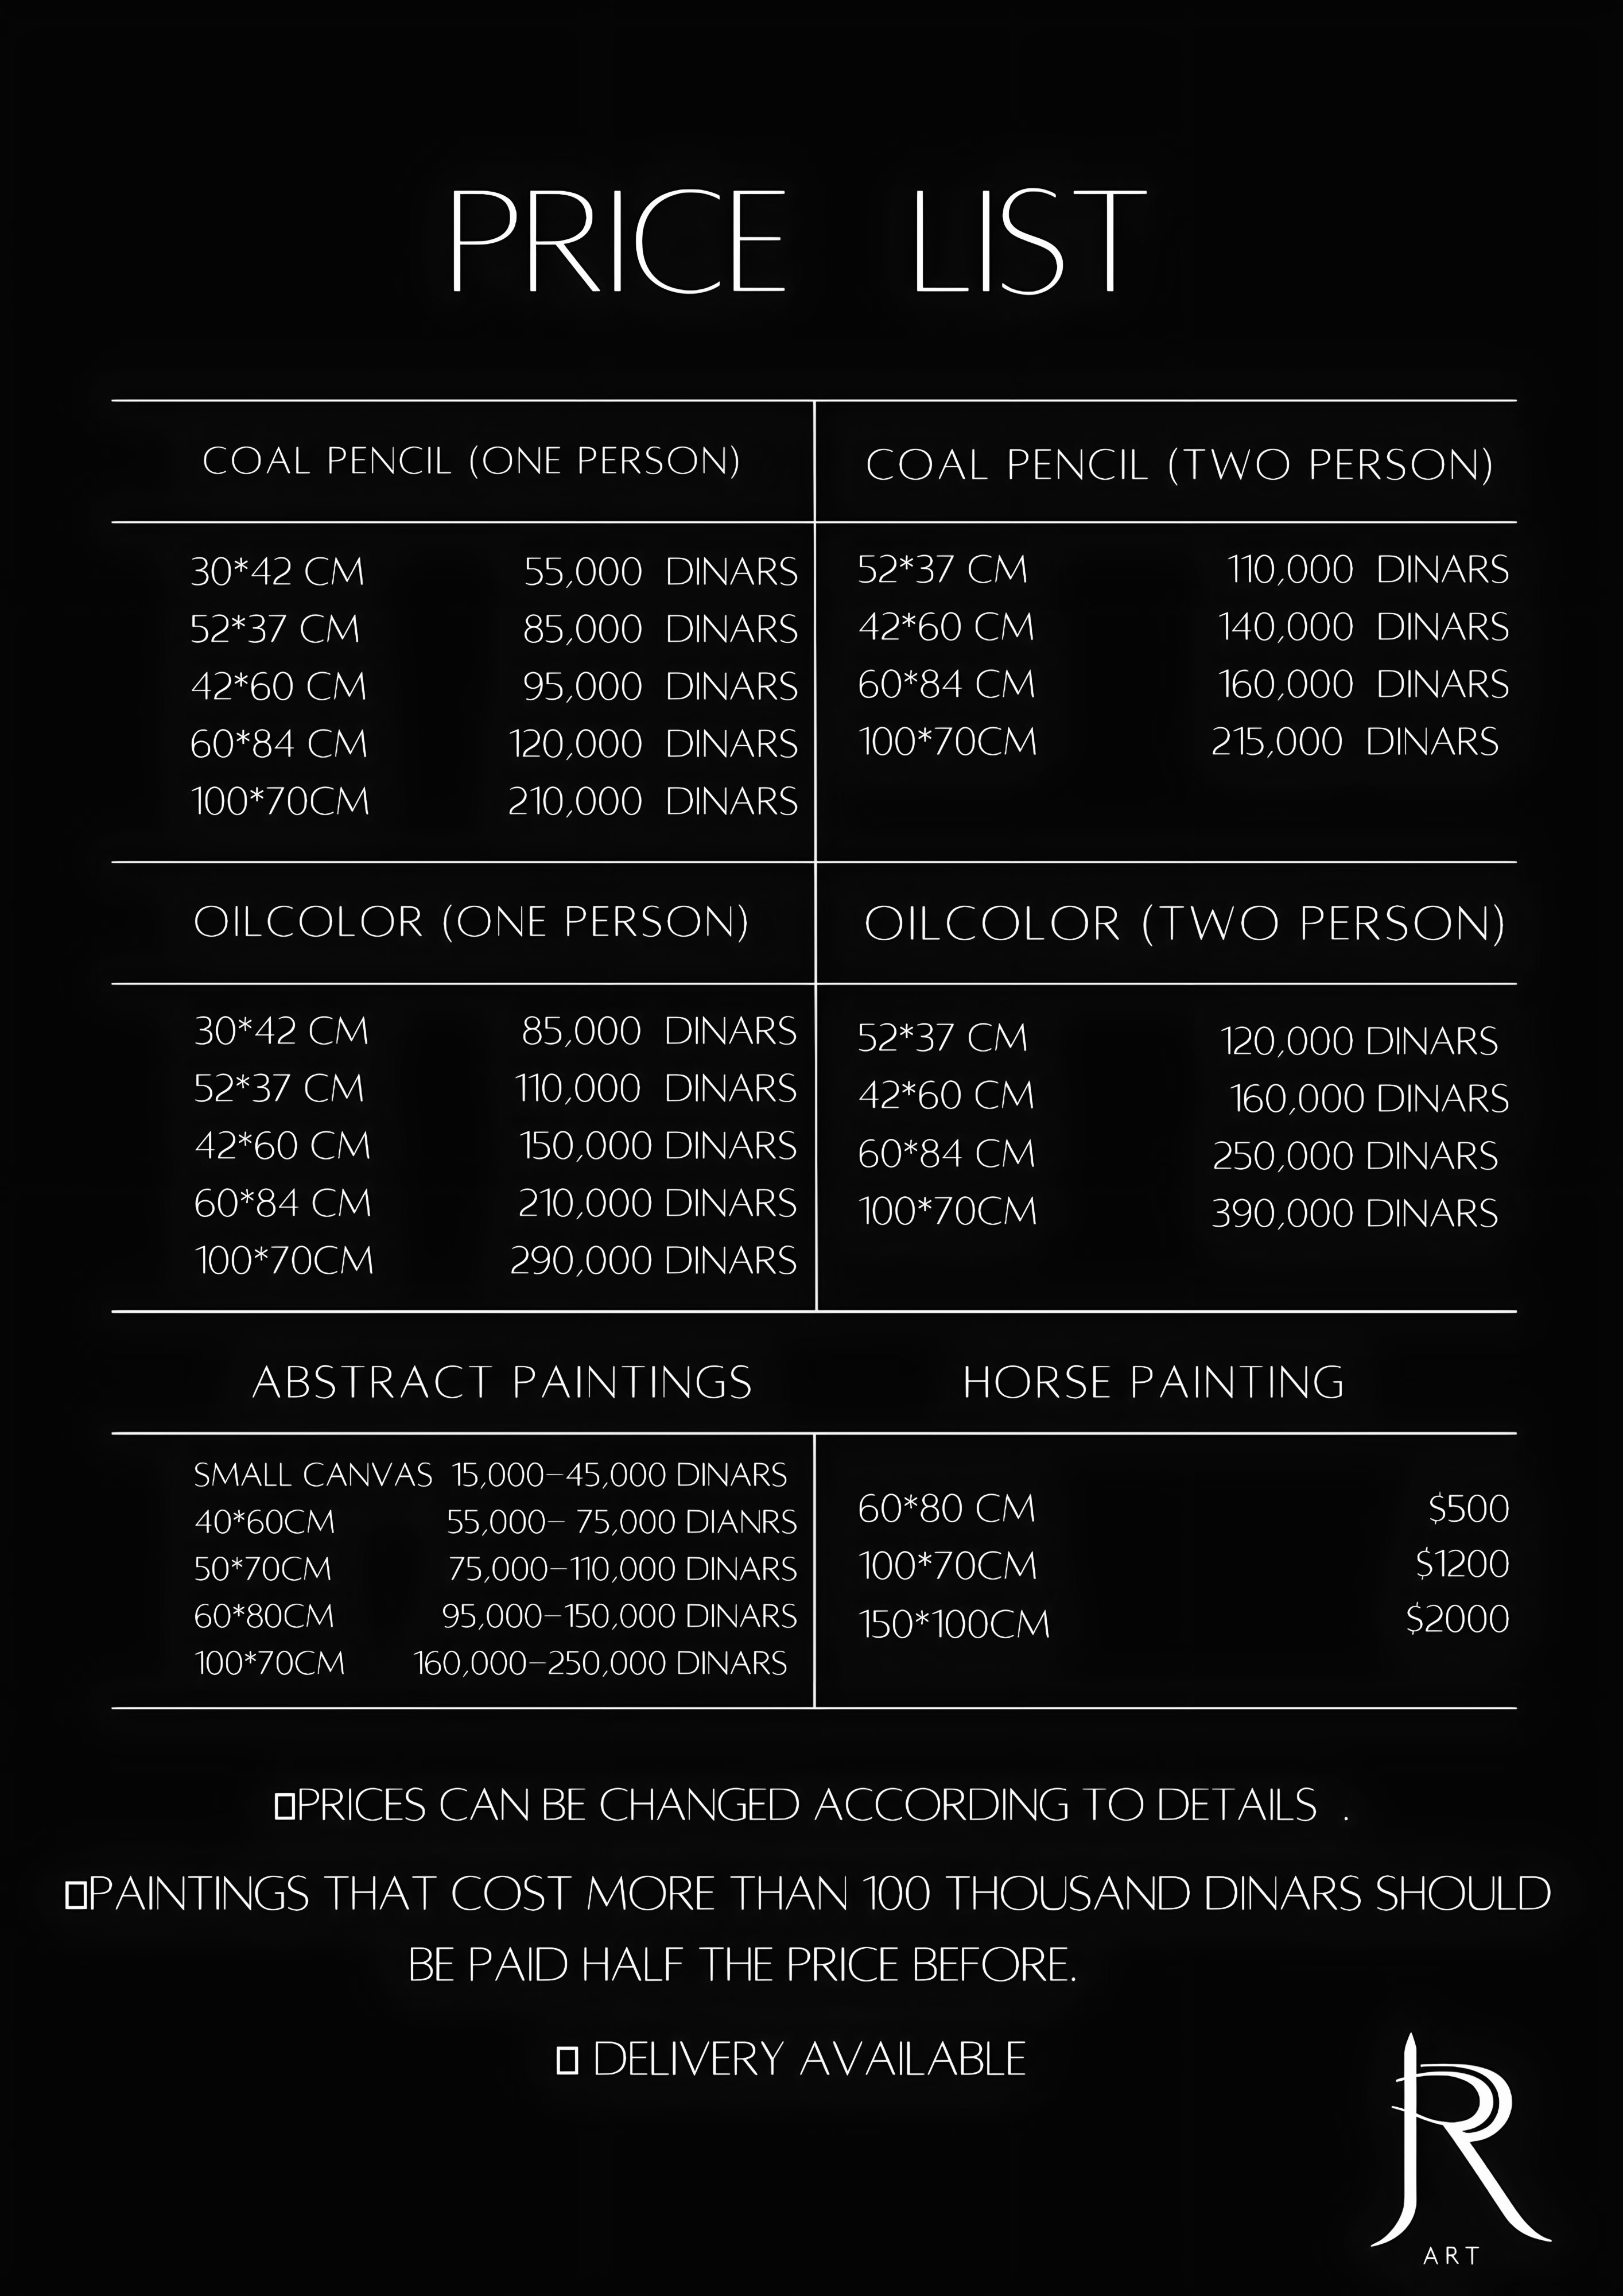 PRICE LIST
COAL PENCIL (ONE PERSON)
30*42 CM 55,000 DINARS
52*37 CM 85,000 DINARS
42*60 CM 95,000 DINARS
60*84 CM 120,000 DINARS
100*70CM 210,000 DINARS
COAL PENCIL (TWO PERSON)
52*37 CM 110,000 DINARS
42*60 CM 140,000 DINARS
60*84 CM 160,000 DINARS
100*70CM 215,000 DINARS
OILCOLOR (ONE PERSON)
30*42 CM 85,000 DINARS
52*37 CM 110,000 DINARS
42*60 CM 150,000 DINARS
60*84 CM 210,000 DINARS
100*70CM 290,000 DINARS
OILCOLOR (TWO PERSON)
52*37 CM 120,000 DINARS
42*60 CM 160,000 DINARS
60*84 CM 250,000 DINARS
100*70CM 390,000 DINARS
ABSTRACT PAINTINGS
SMALL CANVAS 15,000-45,000 DINARS
40*60CM 55,000- 75,000 DIANRS
50*70CM 75,000-110,000 DINARS
60*80CM 95,000-150,000 DINARS
100*70CM 160,000-250,000 DINARS
HORSE PAINTING
60*80 CM $500
100*70CM $1200
150*100CM $2000
PRICES CAN BE CHANGED ACCORDING TO DETAILS .
PAINTINGS THAT COST MORE THAN 100 THOUSAND DINARS SHOULD
BE PAID HALF THE PRICE BEFORE.
DELIVERY AVAILABLE
R
ART